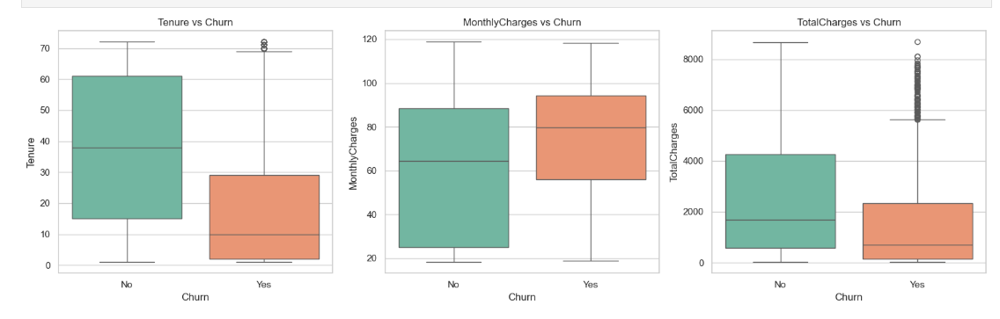 Tenure vs Churn
70
60
50
40
30
20
10
0
Tenure
No
Yes
Churn
MonthlyCharges vs Churn
120
100
80
60
40
20
MonthlyCharges
No
Yes
Churn
TotalCharges vs Churn
8000
6000
4000
2000
0
TotalCharges
No
Yes
Churn